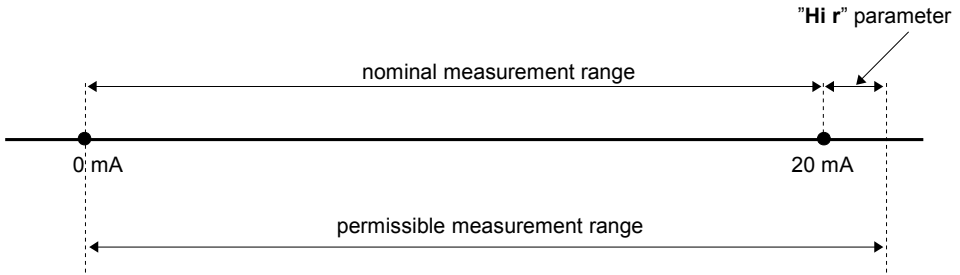 ”Hi r” parameter
nominal measurement range
0 mA
20 mA
permissible measurement range